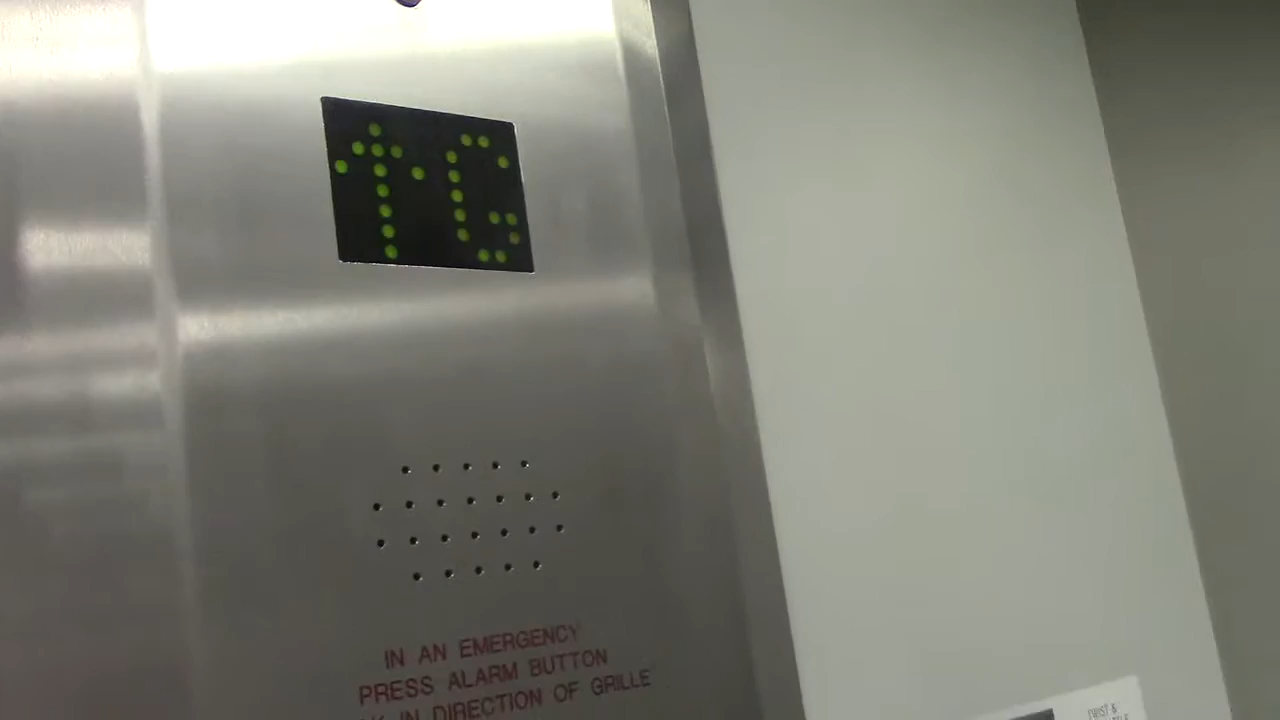 ↑G
IN AN EMERGENCY
PRESS ALARM BUTTON
IN DIRECTION OF GRILLE